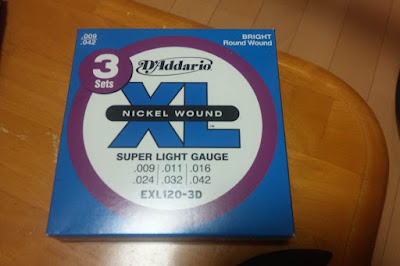 .009
.042
BRIGHT
Round Wound
3
Sets
D'Addario
XL
NICKEL WOUND
SUPER LIGHT GAUGE
.009 .011 .016
.024 .032 .042
EXL120-3D